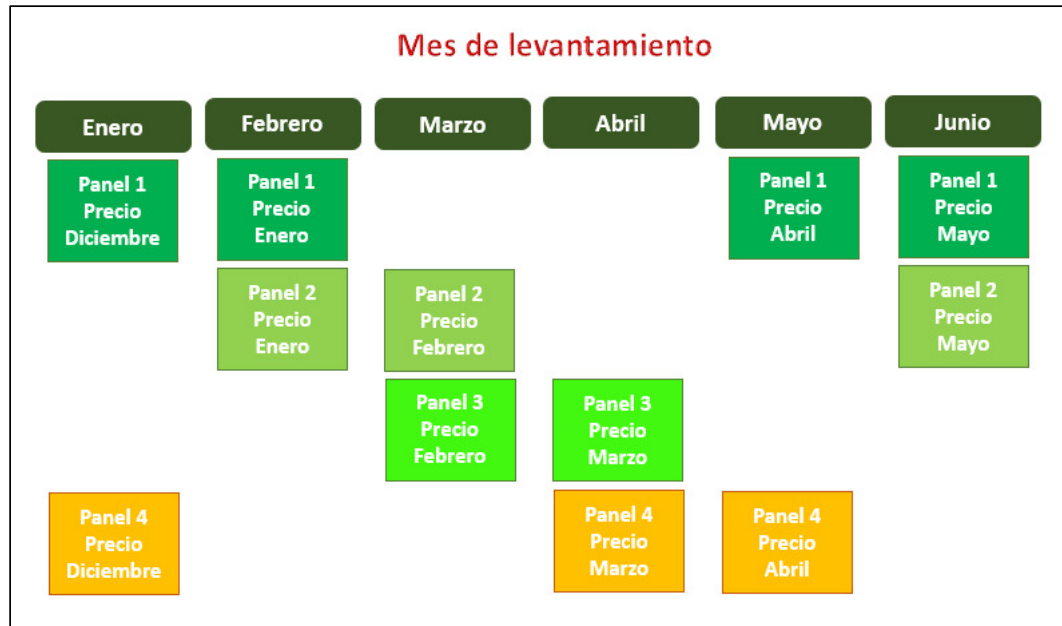 Mes de levantamiento
Enero
Febrero
Marzo
Abril
Mayo
Junio
Panel 1
Precio
Diciembre
Panel 1
Precio
Enero
Panel 1
Precio
Abril
Panel 1
Precio
Mayo
Panel 2
Precio
Enero
Panel 2
Precio
Febrero
Panel 2
Precio
Mayo
Panel 3
Precio
Febrero
Panel 3
Precio
Marzo
Panel 4
Precio
Diciembre
Panel 4
Precio
Marzo
Panel 4
Precio
Abril